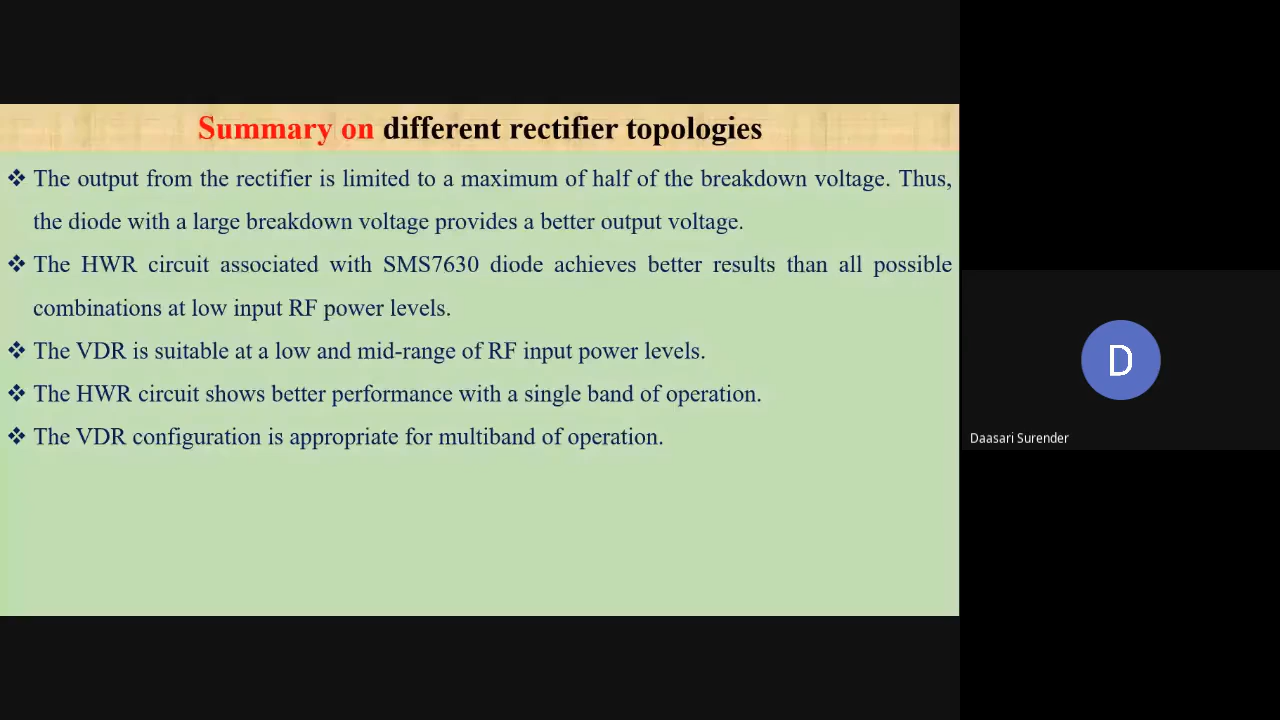 Summary on different rectifier topologies
❖ The output from the rectifier is limited to a maximum of half of the breakdown voltage. Thus,
the diode with a large breakdown voltage provides a better output voltage.
❖ The HWR circuit associated with SMS7630 diode achieves better results than all possible
combinations at low input RF power levels.
❖ The VDR is suitable at a low and mid-range of RF input power levels.
❖ The HWR circuit shows better performance with a single band of operation.
❖ The VDR configuration is appropriate for multiband of operation.
D
Daasari Surender